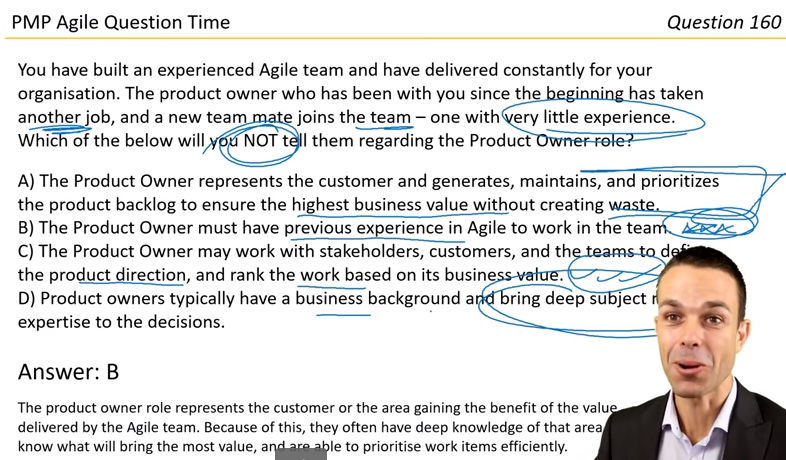 PMP Agile Question Time
Question 160
You have built an experienced Agile team and have delivered constantly for your
organisation. The product owner who has been with you since the beginning has taken
another job, and a new team mate joins the team – one with very little experience.
Which of the below will you NOT tell them regarding the Product Owner role?
A) The Product Owner represents the customer and generates, maintains, and prioritizes
the product backlog to ensure the highest business value without creating waste.
B) The Product Owner must have previous experience in Agile to work in the team.
C) The Product Owner may work with stakeholders, customers, and the teams to
the product direction, and rank the work based on its business value.
D) Product owners typically have a business background and bring deep subject
expertise to the decisions.
Answer: B
The product owner role represents the customer or the area gaining the benefit of the value
delivered by the Agile team. Because of this, they often have deep knowledge of that area
know what will bring the most value, and are able to prioritise work items efficiently.